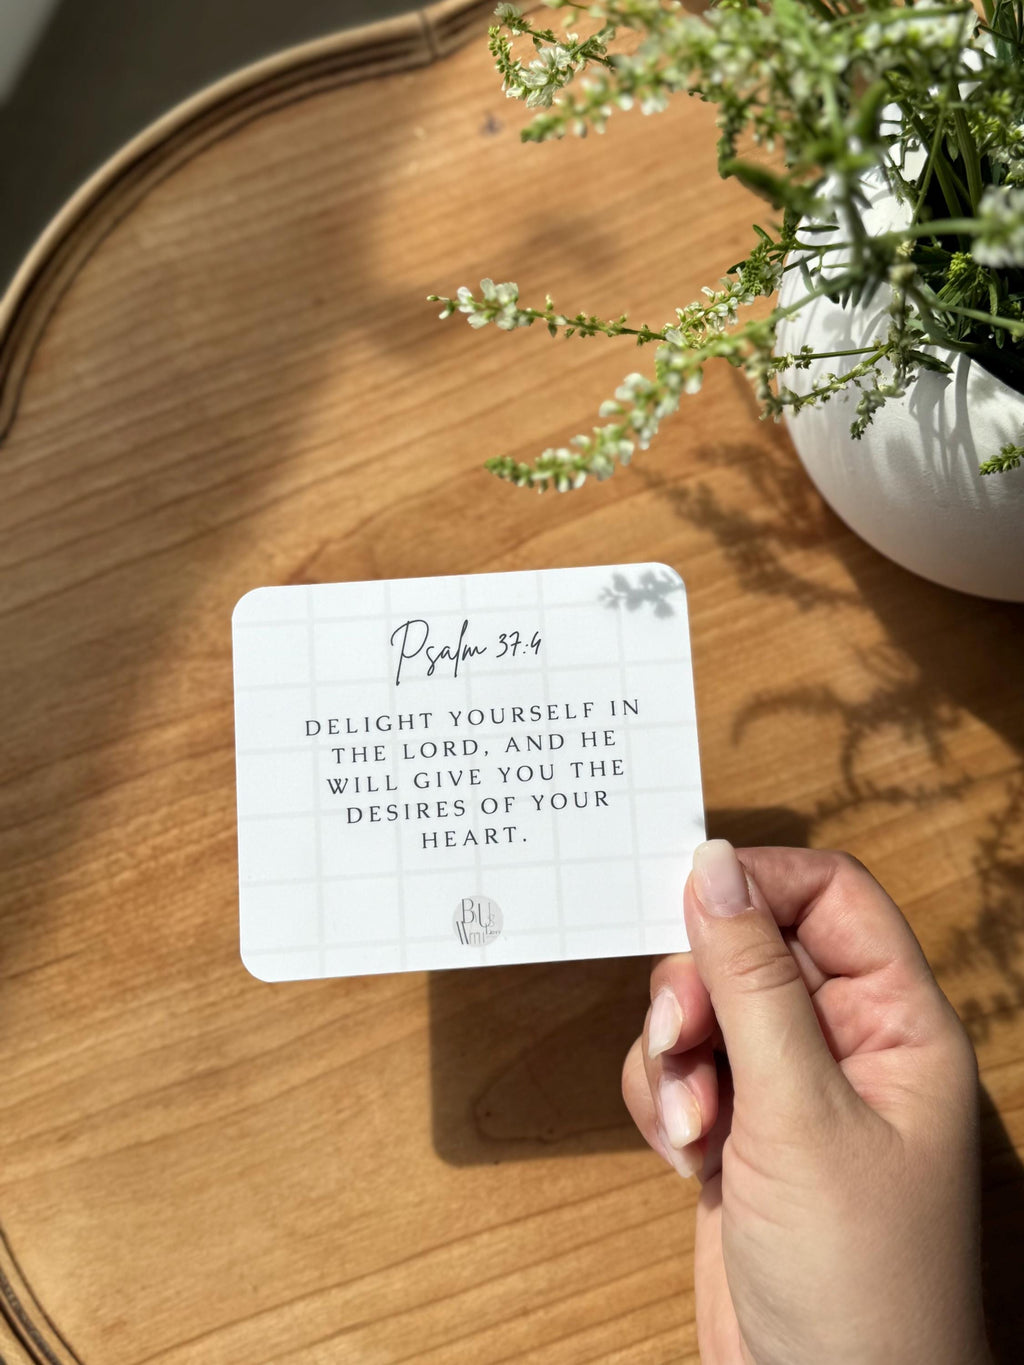 Psalm 37:4
DELIGHT YOURSELF IN
THE LORD, AND HE
WILL GIVE YOU THE
DESIRES OF YOUR
HEART.